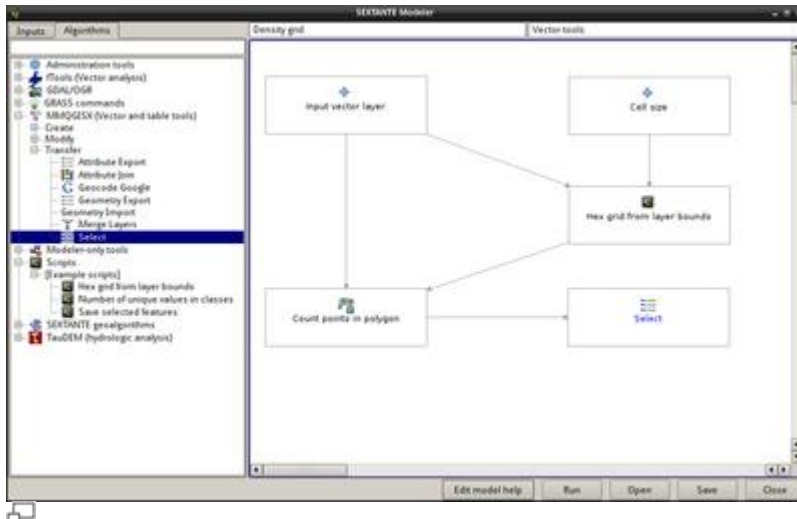 SEXTANTE Modeler
Inputs Algorithms
Density grid
Vector tools
Administration tools
fTools (Vector analysis)
GDAL/OGR
GRASS commands
MMQGISX (Vector and table tools)
Create
Modify
Transfer
Attribute Export
Attribute Join
Geocode Google
Geometry Export
Geometry Import
Merge Layers
Select
Modeler-only tools
Scripts
[Example scripts]
Hex grid from layer bounds
Number of unique values in classes
Save selected features
SEXTANTE geoalgorithms
TauDEM (hydrologic analysis)
Input vector layer
Cell size
Hex grid from layer bounds
Count points in polygon
Select
Edit model help
Run
Open
Save
Close